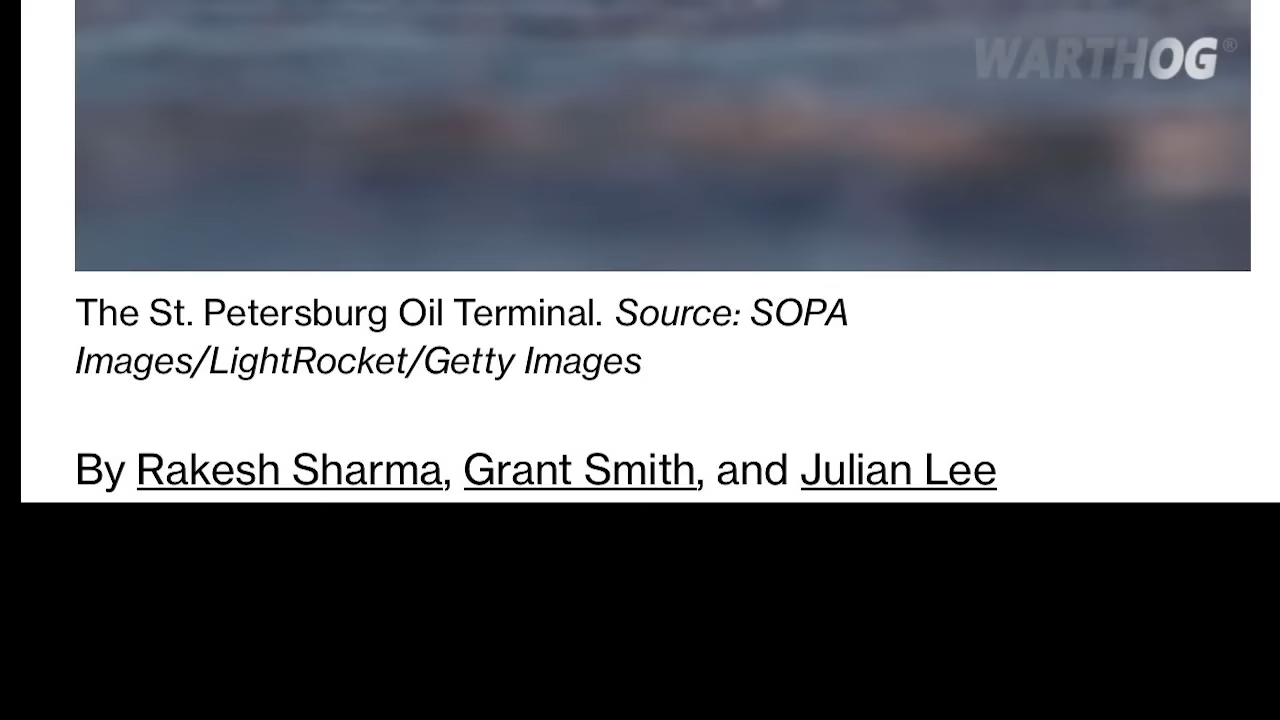 WARTHOG®
The St. Petersburg Oil Terminal. Source: SOPA
Images/LightRocket/Getty Images
By Rakesh Sharma, Grant Smith, and Julian Lee